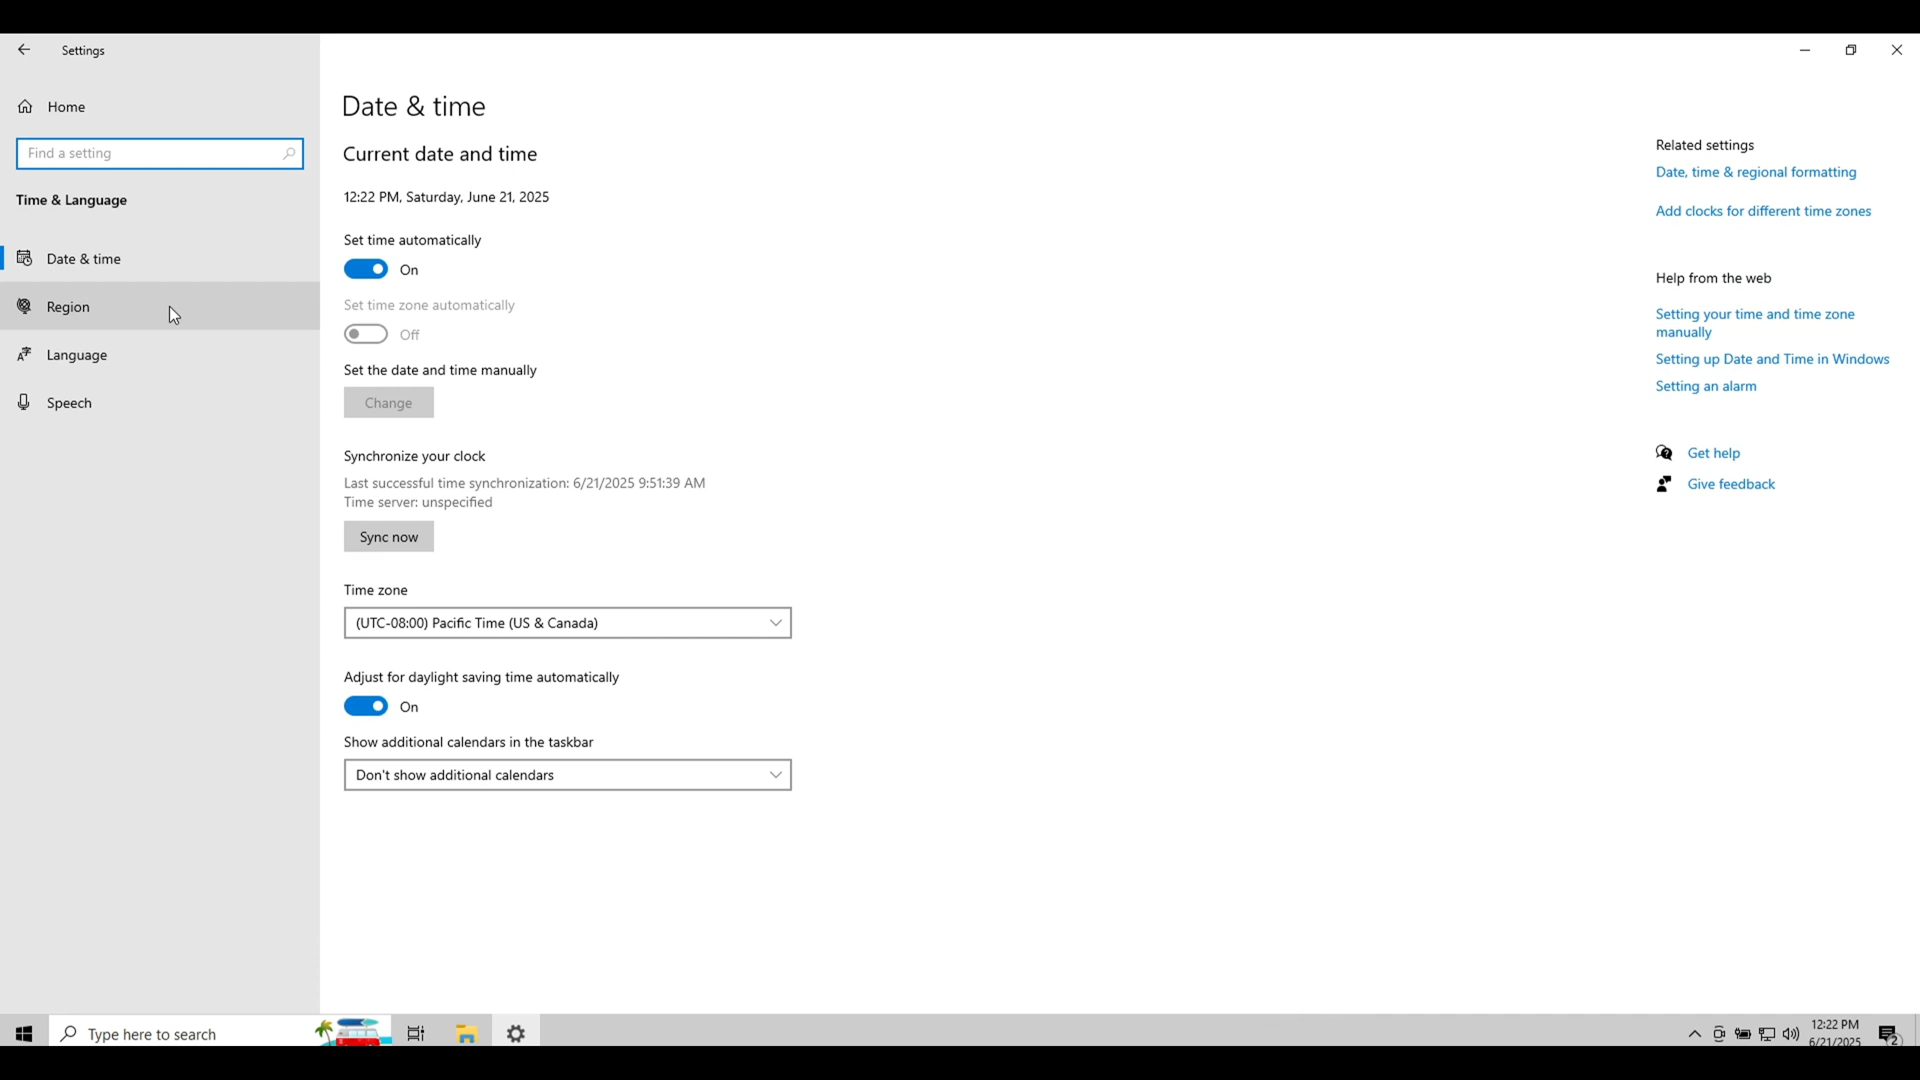 Settings
Home
Find a setting
Time & Language
Date & time
Region
Language
Speech
Date & time
Current date and time
12:22 PM, Saturday, June 21, 2025
Set time automatically
On
Set time zone automatically
Off
Set the date and time manually
Change
Synchronize your clock
Last successful time synchronization: 6/21/2025 9:51:39 AM
Time server: unspecified
Sync now
Time zone
(UTC-08:00) Pacific Time (US & Canada)
Adjust for daylight saving time automatically
On
Show additional calendars in the taskbar
Don't show additional calendars
Related settings
Date, time & regional formatting
Add clocks for different time zones
Help from the web
Setting your time and time zone
manually
Setting up Date and Time in Windows
Setting an alarm
Get help
Give feedback
Type here to search
12:22 PM
6/21/2025
2